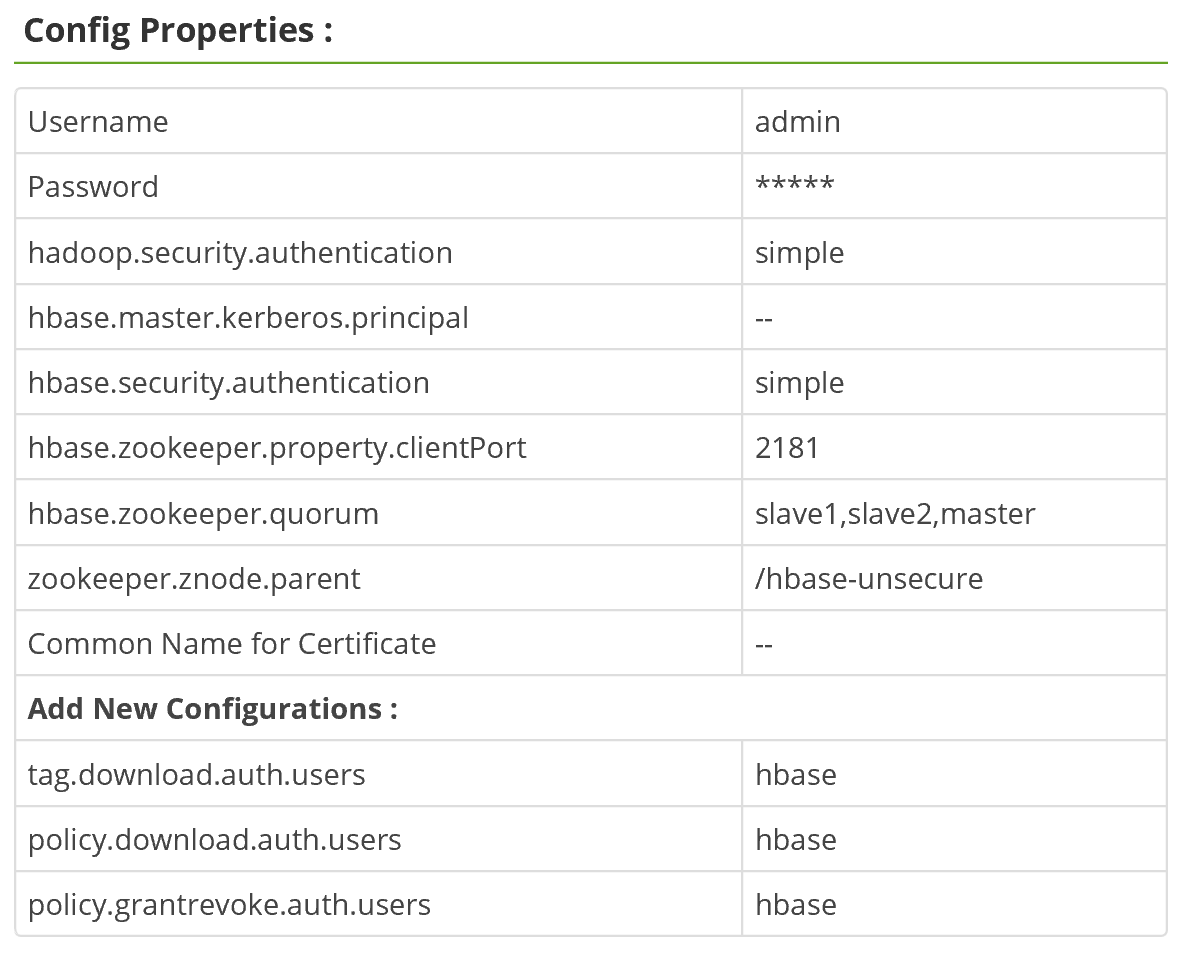 Config Properties :
Username admin
Password *****
hadoop.security.authentication simple
hbase.master.kerberos.principal --
hbase.security.authentication simple
hbase.zookeeper.property.clientPort 2181
hbase.zookeeper.quorum slave1,slave2,master
zookeeper.znode.parent /hbase-unsecure
Common Name for Certificate --
Add New Configurations :
tag.download.auth.users hbase
policy.download.auth.users hbase
policy.grantrevoke.auth.users hbase